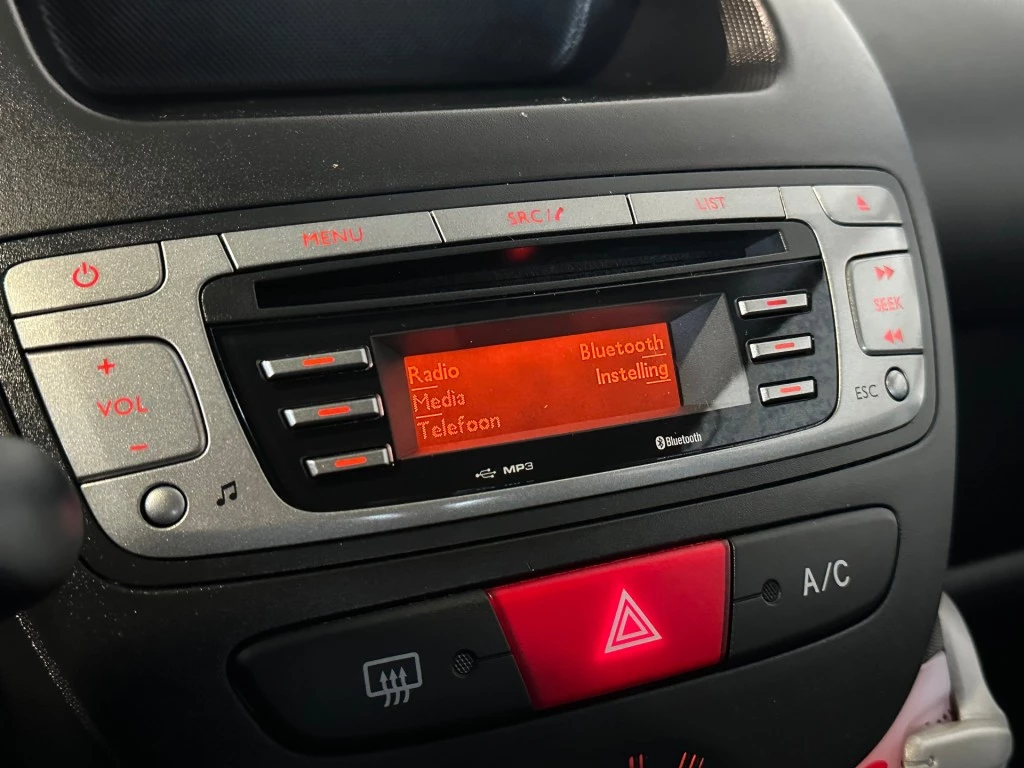 MENU
SRC/
LIST
SEEK
VOL
ESC
Radio
Media
Telefoon
Bluetooth
Instelling
MP3
Bluetooth
A/C